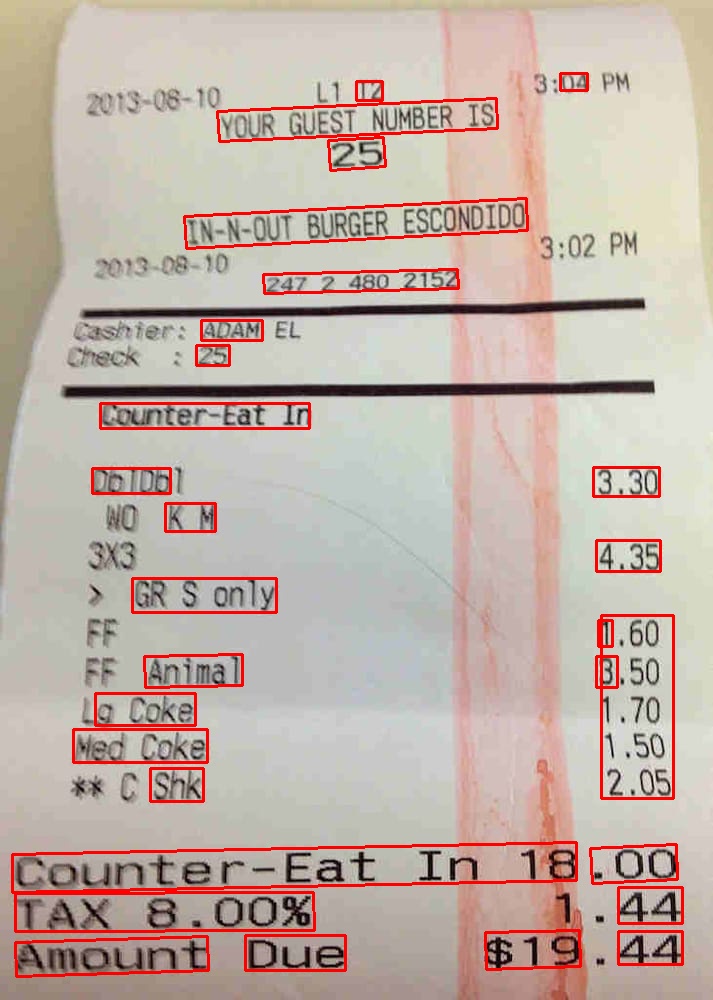 2013-08-10 L1 12 3:04 PM
YOUR GUEST NUMBER IS
25
IN-N-OUT BURGER ESCONDIDO
2013-08-10 3:02 PM
247 2 480 2152
Cashier: ADAM EL
Check : 25
Counter-Eat In
DblDbl 3.30
WO K M
3X3 4.35
> GR S only
FF 1.60
FF Animal 3.50
Lg Coke 1.70
Med Coke 1.50
** C Shk 2.05
Counter-Eat In 18.00
TAX 8.00% 1.44
Amount Due $19.44